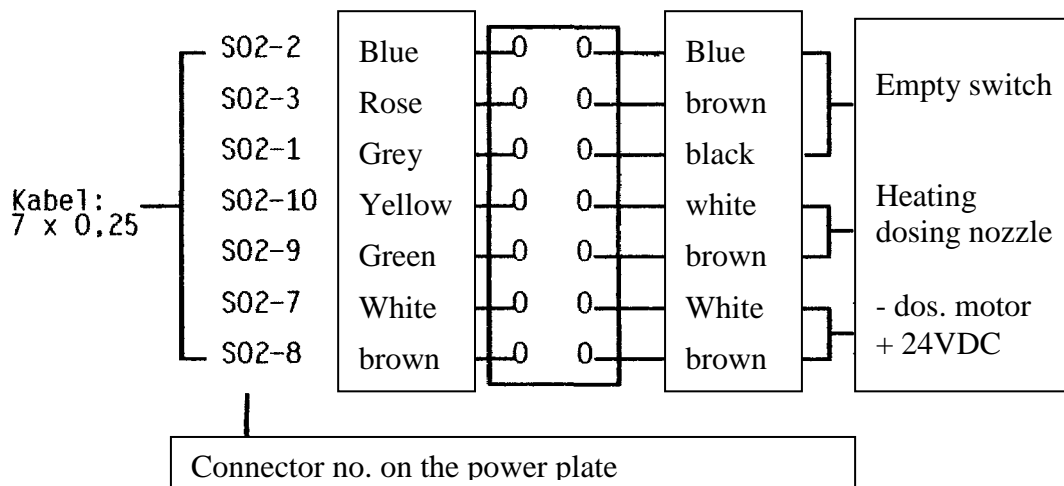 S02-2 Blue 0 0 Blue
Empty switch
S02-3 Rose 0 0 brown
S02-1 Grey 0 0 black
Kabel:
7 x 0,25
S02-10 Yellow 0 0 white
Heating
dosing nozzle
S02-9 Green 0 0 brown
S02-7 White 0 0 White
- dos. motor
+ 24VDC
S02-8 brown 0 0 brown
Connector no. on the power plate